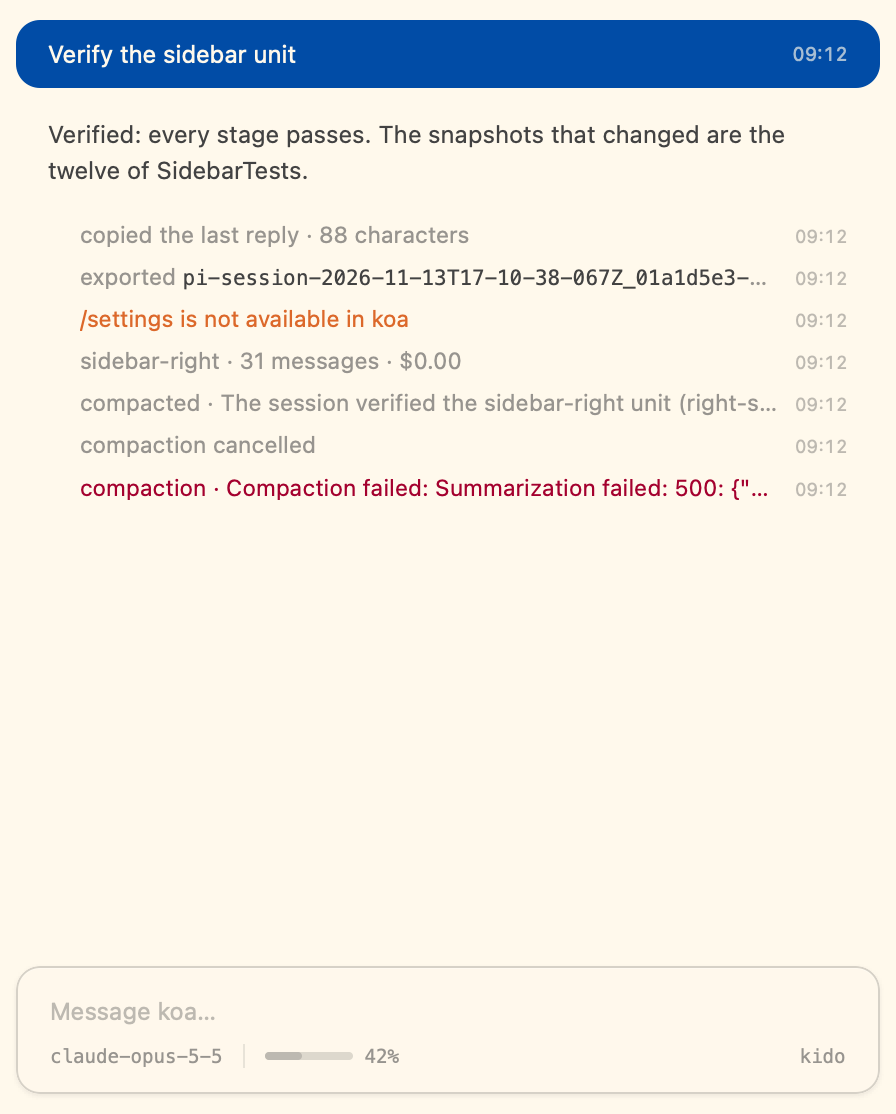 Verify the sidebar unit 09:12
Verified: every stage passes. The snapshots that changed are the
twelve of SidebarTests.
copied the last reply · 88 characters 09:12
exported pi-session-2026-11-13T17-10-38-067Z_01a1d5e3-… 09:12
/settings is not available in koa 09:12
sidebar-right · 31 messages · $0.00 09:12
compacted · The session verified the sidebar-right unit (right-s… 09:12
compaction cancelled 09:12
compaction · Compaction failed: Summarization failed: 500: {"… 09:12
Message koa…
claude-opus-5-5 42% kido